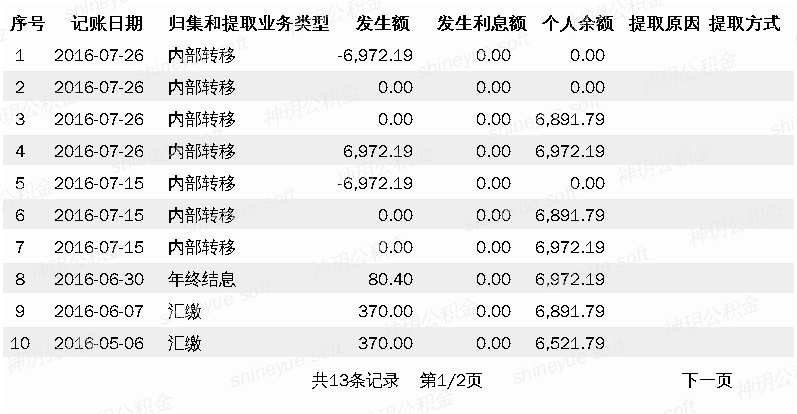 序号 记账日期 归集和提取业务类型 发生额 发生利息额 个人余额 提取原因 提取方式
1 2016-07-26 内部转移 -6,972.19 0.00 0.00
2 2016-07-26 内部转移 0.00 0.00 0.00
3 2016-07-26 内部转移 0.00 0.00 6,891.79
4 2016-07-26 内部转移 6,972.19 0.00 6,972.19
5 2016-07-15 内部转移 -6,972.19 0.00 0.00
6 2016-07-15 内部转移 0.00 0.00 6,891.79
7 2016-07-15 内部转移 0.00 0.00 6,972.19
8 2016-06-30 年终结息 80.40 0.00 6,972.19
9 2016-06-07 汇缴 370.00 0.00 6,891.79
10 2016-05-06 汇缴 370.00 0.00 6,521.79
共13条记录 第1/2页 下一页
神玥公积金
shineyue soft